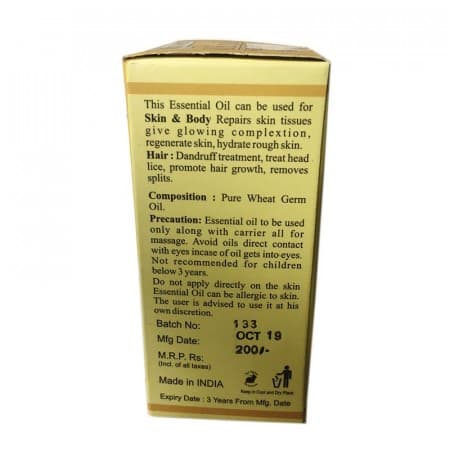 This Essential Oil can be used for
Skin & Body Repairs skin tissues
give glowing complextion,
regenerate skin, hydrate rough skin.
Hair : Dandruff treatment, treat head
lice, promote hair growth, removes
splits.
Composition : Pure Wheat Germ
Oil.
Precaution: Essential oil to be used
only along with carrier all for
massage. Avoid oils direct contact
with eyes incase of oil gets into eyes.
Not recommended for children
below 3 years.
Do not apply directly on the skin
Essential Oil can be allergic to skin.
The user is advised to use it at his
own discretion.
Batch No: 133
Mfg Date: OCT 19
M.R.P. Rs: 200/-
(Incl. of all taxes)
Made in INDIA
Keep in Cool and Dry Place
Expiry Date : 3 Years From Mfg. Date